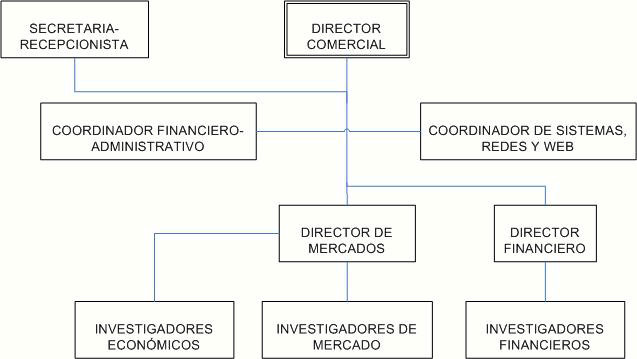 SECRETARIA-
RECEPCIONISTA
DIRECTOR
COMERCIAL
COORDINADOR FINANCIERO-
ADMINISTRATIVO
COORDINADOR DE SISTEMAS,
REDES Y WEB
DIRECTOR DE
MERCADOS
DIRECTOR
FINANCIERO
INVESTIGADORES
ECONÓMICOS
INVESTIGADORES DE
MERCADO
INVESTIGADORES
FINANCIEROS